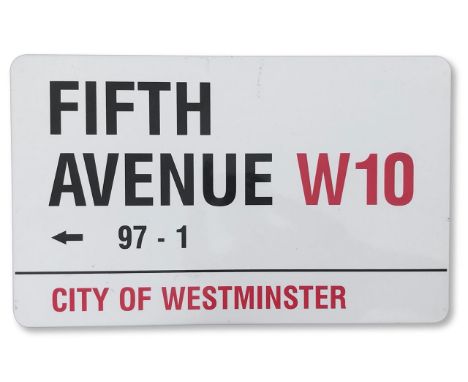 FIFTH
AVENUE W10
← 97 - 1
CITY OF WESTMINSTER